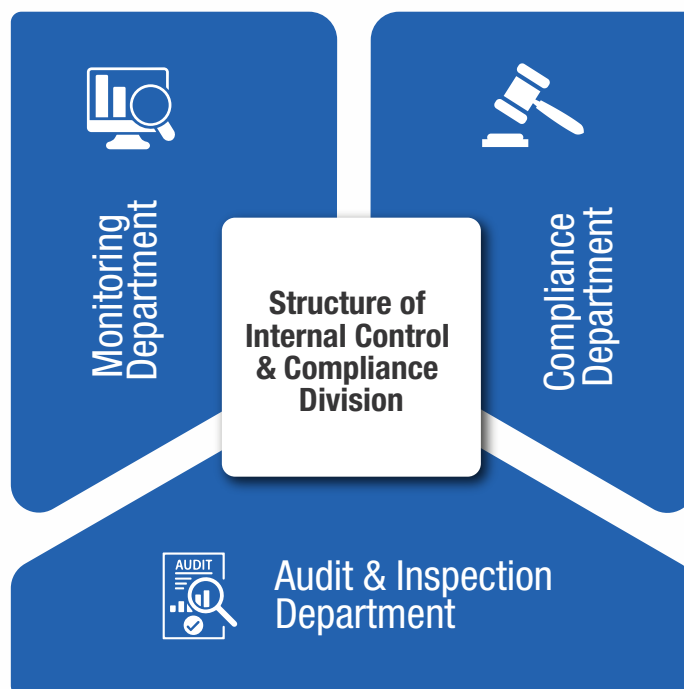 Monitoring
Department
Compliance
Department
Structure of
Internal Control
& Compliance
Division
AUDIT
Audit & Inspection
Department